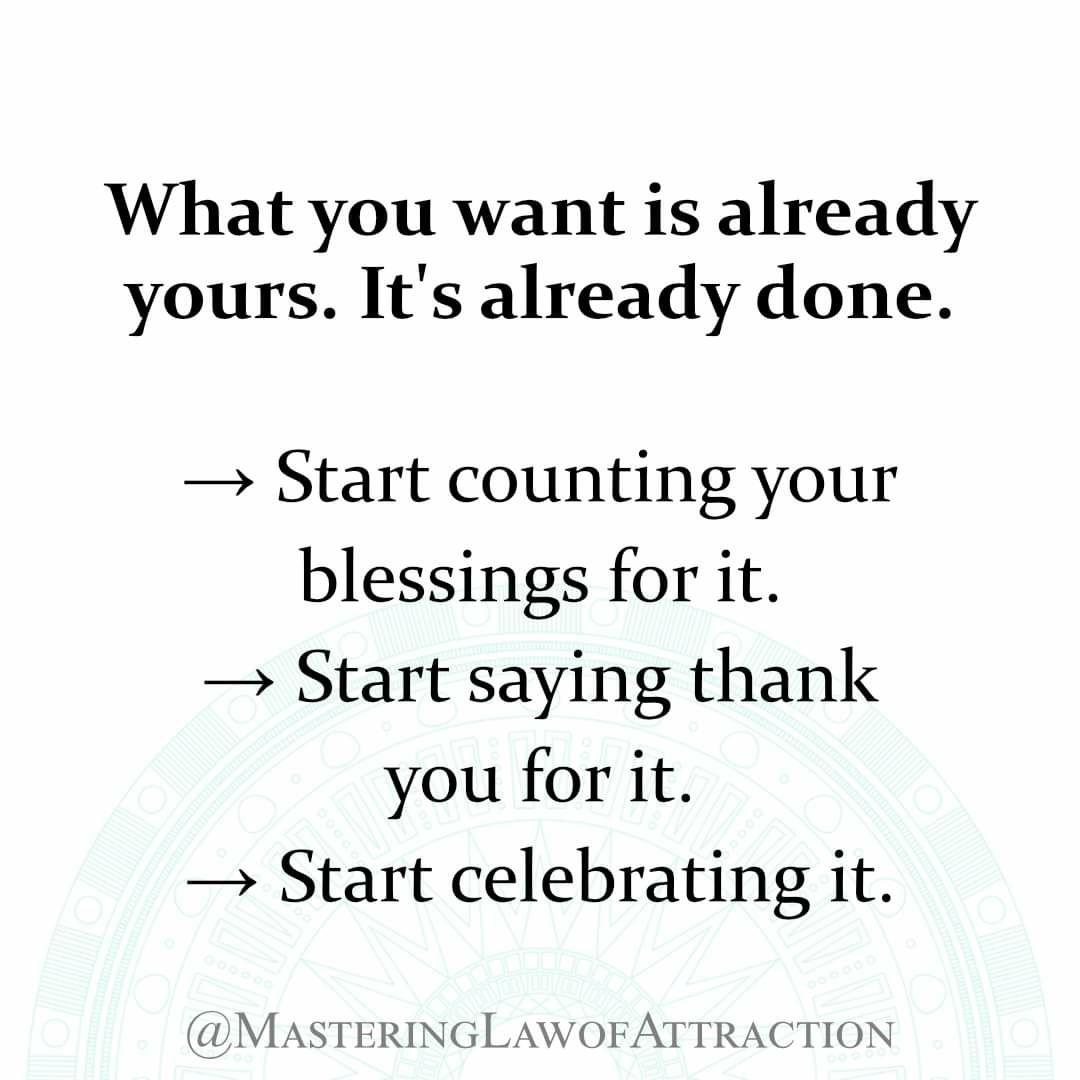 What you want is already
yours. It's already done.
→ Start counting your
blessings for it.
→ Start saying thank
you for it.
→ Start celebrating it.
@MasteringLawofAttraction